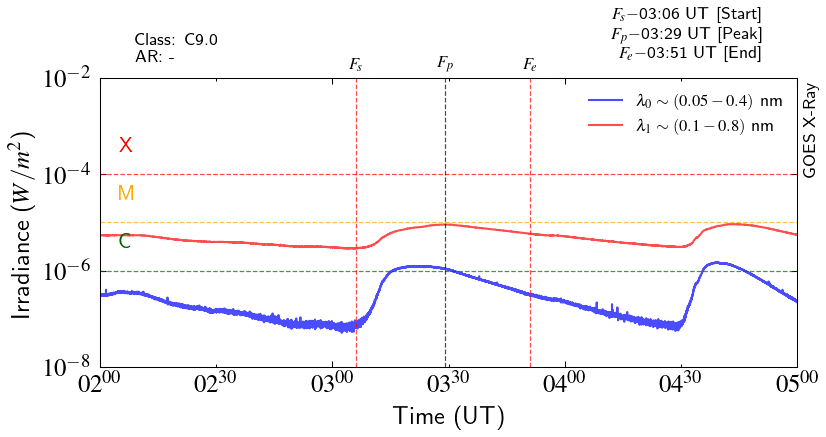 Class: C9.0
AR: -
Fₛ−03:06 UT [Start]
Fₚ−03:29 UT [Peak]
Fₑ−03:51 UT [End]
Fₛ
Fₚ
Fₑ
10⁻²
10⁻⁴
10⁻⁶
10⁻⁸
Irradiance (W/m²)
X
M
C
λ₀ ∼ (0.05 − 0.4) nm
λ₁ ∼ (0.1 − 0.8) nm
GOES X-Ray
02⁰⁰
02³⁰
03⁰⁰
03³⁰
04⁰⁰
04³⁰
05⁰⁰
Time (UT)